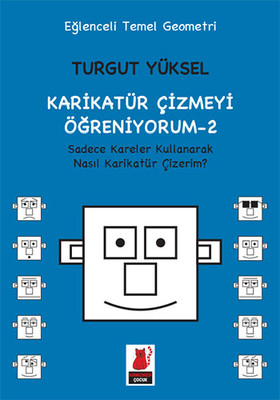 Eğlenceli Temel Geometri
TURGUT YÜKSEL
KARİKATÜR ÇİZMEYİ
ÖĞRENİYORUM-2
Sadece Kareler Kullanarak
Nasıl Karikatür Çizerim?
ÇOCUK